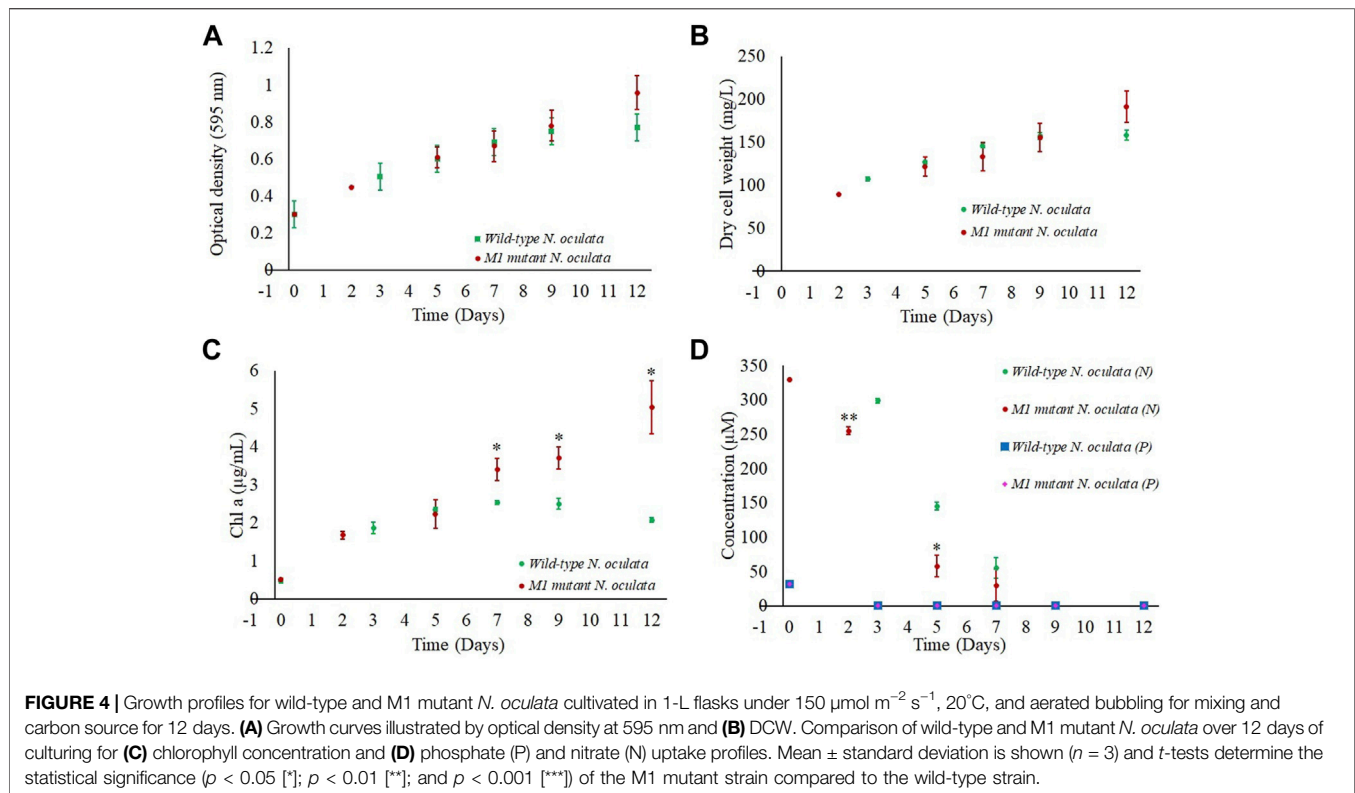 A
1.2
1
0.8
0.6
0.4
0.2
0
Optical density (595 nm)
Wild-type N. oculata
M1 mutant N. oculata
-1 0 1 2 3 4 5 6 7 8 9 10 11 12
Time (Days)
B
250
200
150
100
50
0
Dry cell weight (mg/L)
Wild-type N. oculata
M1 mutant N. oculata
-1 0 1 2 3 4 5 6 7 8 9 10 11 12
Time (Days)
C
6
5
4
3
2
1
0
Chl a (µg/mL)
* * *
Wild-type N. oculata
M1 mutant N. oculata
-1 0 1 2 3 4 5 6 7 8 9 10 11 12
Time (Days)
D
350
300
250
200
150
100
50
0
Concentration (µM)
**
*
Wild-type N. oculata (N)
M1 mutant N. oculata (N)
Wild-type N. oculata (P)
M1 mutant N. oculata (P)
-1 0 1 2 3 4 5 6 7 8 9 10 11 12
Time (Days)
FIGURE 4 | Growth profiles for wild-type and M1 mutant N. oculata cultivated in 1-L flasks under 150 µmol m⁻² s⁻¹, 20°C, and aerated bubbling for mixing and
carbon source for 12 days. (A) Growth curves illustrated by optical density at 595 nm and (B) DCW. Comparison of wild-type and M1 mutant N. oculata over 12 days of
culturing for (C) chlorophyll concentration and (D) phosphate (P) and nitrate (N) uptake profiles. Mean ± standard deviation is shown (n = 3) and t-tests determine the
statistical significance (p < 0.05 [*]; p < 0.01 [**]; and p < 0.001 [***]) of the M1 mutant strain compared to the wild-type strain.